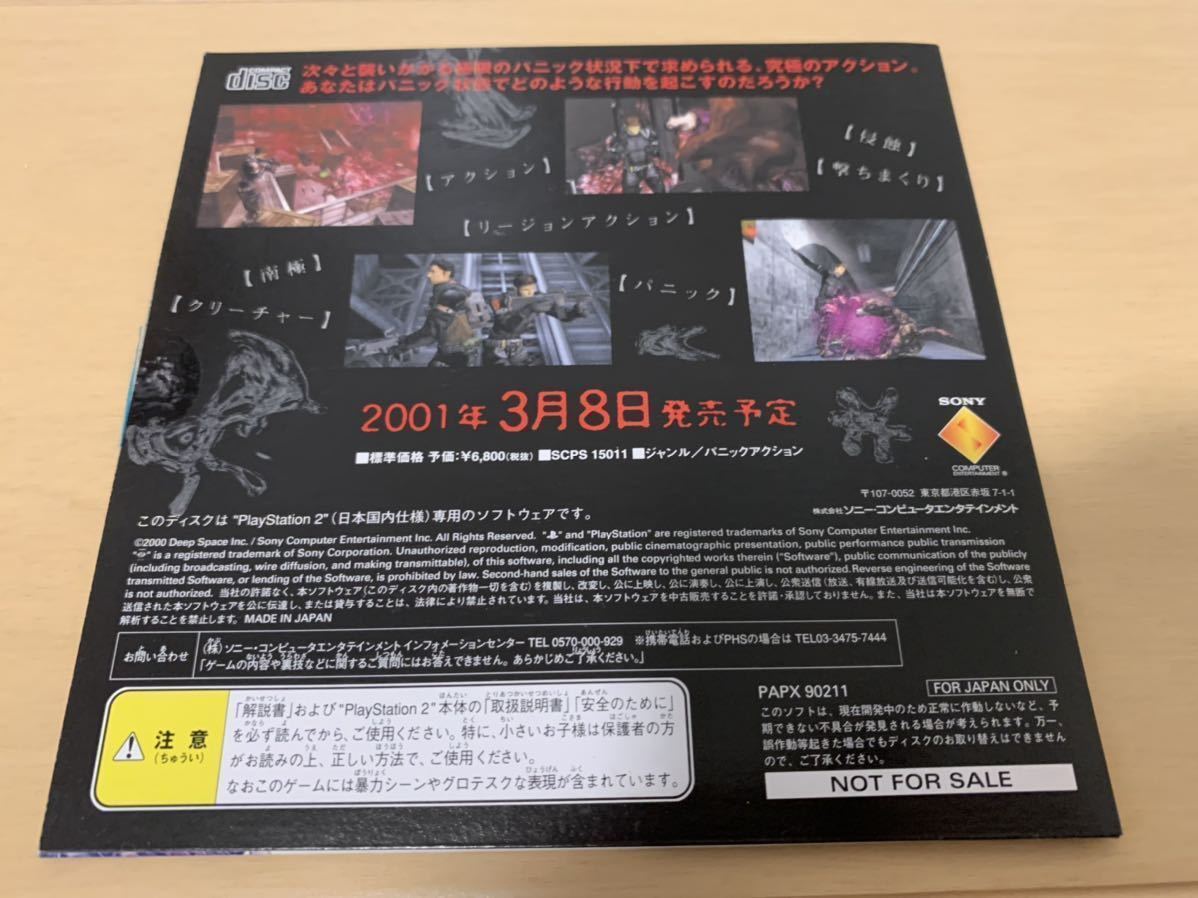 COMPACT
disc
次々と襲いかかる極限のパニック状況下で求められる。究極のアクション。
あなたはパニック状態でどのような行動を起こすのだろうか?
【アクション】
【侵蝕】
【撃ちまくり】
【リージョンアクション】
【南極】
【クリーチャー】
【パニック】
2001年 3月8日 発売予定
■標準価格 予価:¥6,800(税抜) ■SCPS 15011 ■ジャンル/パニックアクション
SONY
COMPUTER
ENTERTAINMENT ®
〒107-0052 東京都港区赤坂 7-1-1
株式会社 ソニー・コンピュータエンタテインメント
このディスクは "PlayStation 2"(日本国内仕様)専用のソフトウェアです。
©2000 Deep Space Inc. / Sony Computer Entertainment Inc. All Rights Reserved. " " and "PlayStation" are registered trademarks of Sony Computer Entertainment Inc.
" " is a registered trademark of Sony Corporation. Unauthorized reproduction, modification, public cinematographic presentation, public performance public transmission
(including broadcasting, wire diffusion, and making transmittable), of this software, including all the copyrighted works therein ("Software"), public communication of the publicly
transmitted Software, or lending of the Software, is prohibited by law. Second-hand sales of the Software to the general public is not authorized.Reverse engineering of the Software
is not authorized. 当社の許諾なく、本ソフトウェア(このディスク内の著作物一切を含む)を複製し、改変し、公に上映し、公に演奏し、公に上演し、公衆送信(放送、有線放送及び送信可能化を含む)し、公衆
送信された本ソフトウェアを公に伝達し、または貸与することは、法律により禁止されています。当社は、本ソフトウェアを中古販売することを許諾・承認しておりません。また、当社は本ソフトウェアを無断で
解析することを禁止します。 MADE IN JAPAN
お問い合わせ
(株)ソニー・コンピュータエンタテインメント インフォメーションセンター TEL 0570-000-929 ※携帯電話およびPHSの場合は TEL03-3475-7444
「ゲームの内容や裏技などに関するご質問にはお答えできません。あらかじめご了承ください。」
注意
(ちゅうい)
「解説書」および"PlayStation 2"本体の「取扱説明書」「安全のために」
を必ず読んでから、ご使用ください。特に、小さいお子様は保護者の方
がお読みの上、正しい方法で、ご使用ください。
なおこのゲームには暴力シーンやグロテスクな表現が含まれています。
PAPX 90211
FOR JAPAN ONLY
このソフトは、現在開発中のため正常に作動しないなど、予
期できない不具合が発見される場合が考えられます。万一、
誤作動等起きた場合でもディスクのお取り替えはできません
ので、ご了承ください。
NOT FOR SALE